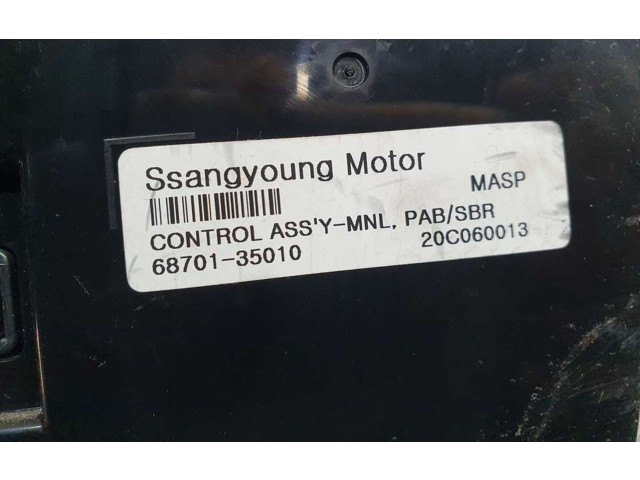 Ssangyoung Motor
MASP
CONTROL ASS'Y-MNL, PAB/SBR
68701-35010
20C060013